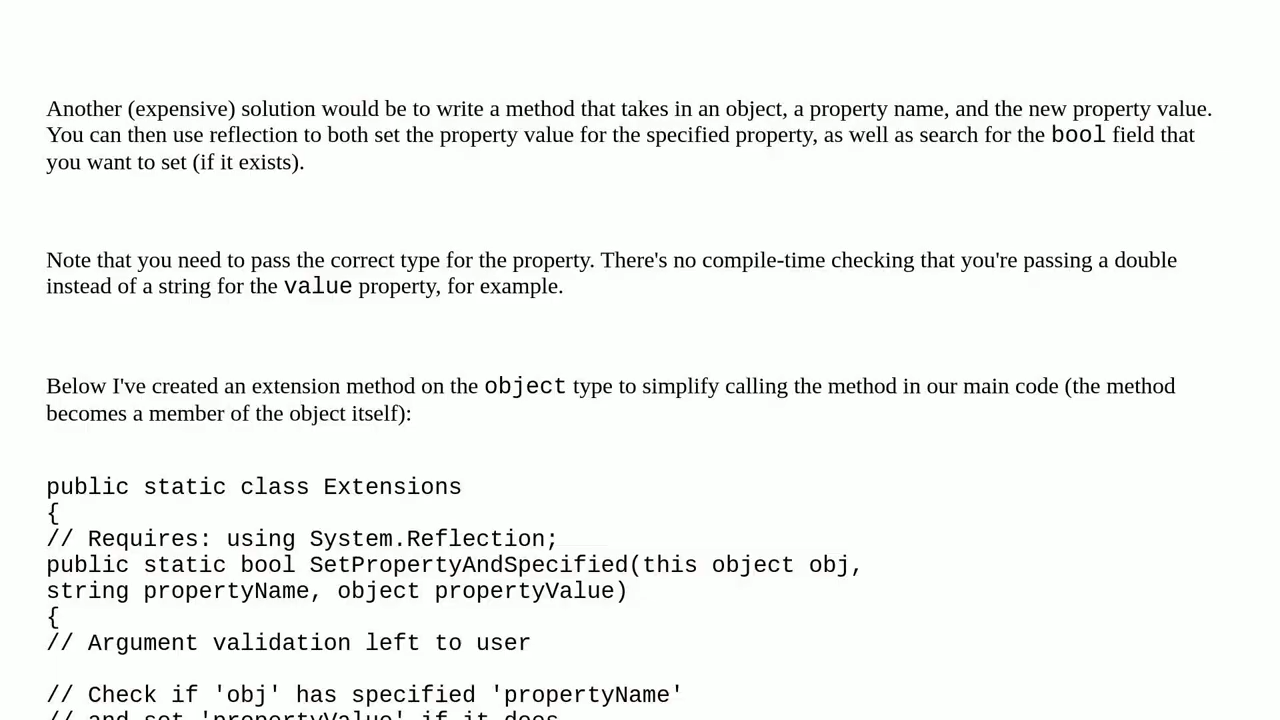 Another (expensive) solution would be to write a method that takes in an object, a property name, and the new property value.
You can then use reflection to both set the property value for the specified property, as well as search for the bool field that
you want to set (if it exists).
Note that you need to pass the correct type for the property. There's no compile-time checking that you're passing a double
instead of a string for the value property, for example.
Below I've created an extension method on the object type to simplify calling the method in our main code (the method
becomes a member of the object itself):
public static class Extensions
{
// Requires: using System.Reflection;
public static bool SetPropertyAndSpecified(this object obj,
string propertyName, object propertyValue)
{
// Argument validation left to user
// Check if 'obj' has specified 'propertyName'
// and set 'propertyValue' if it does